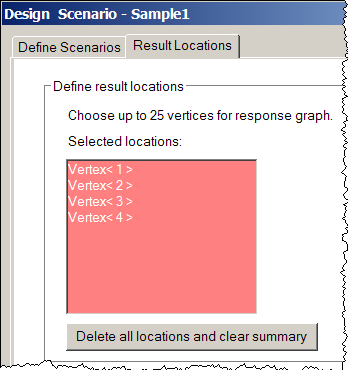 Design Scenario - Sample1
Define Scenarios
Result Locations
Define result locations
Choose up to 25 vertices for response graph.
Selected locations:
Vertex< 1 >
Vertex< 2 >
Vertex< 3 >
Vertex< 4 >
Delete all locations and clear summary